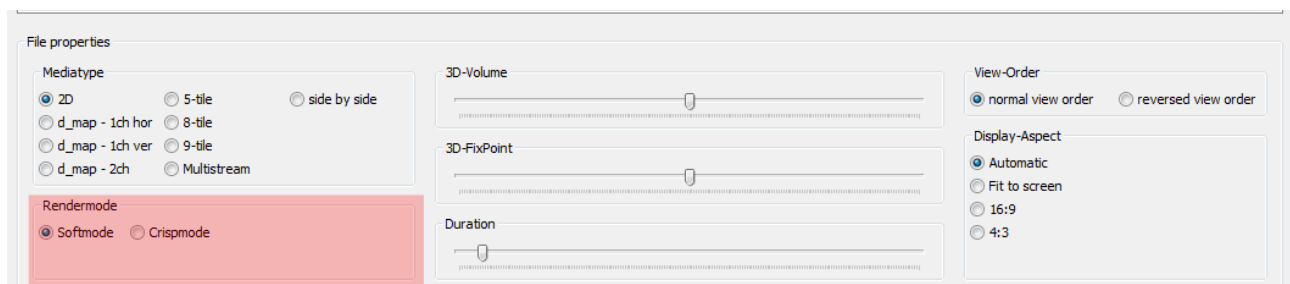 File properties
Mediatype
2D
5-tile
side by side
d_map - 1ch hor
8-tile
d_map - 1ch ver
9-tile
d_map - 2ch
Multistream
Rendermode
Softmode
Crispmode
3D-Volume
3D-FixPoint
Duration
View-Order
normal view order
reversed view order
Display-Aspect
Automatic
Fit to screen
16:9
4:3